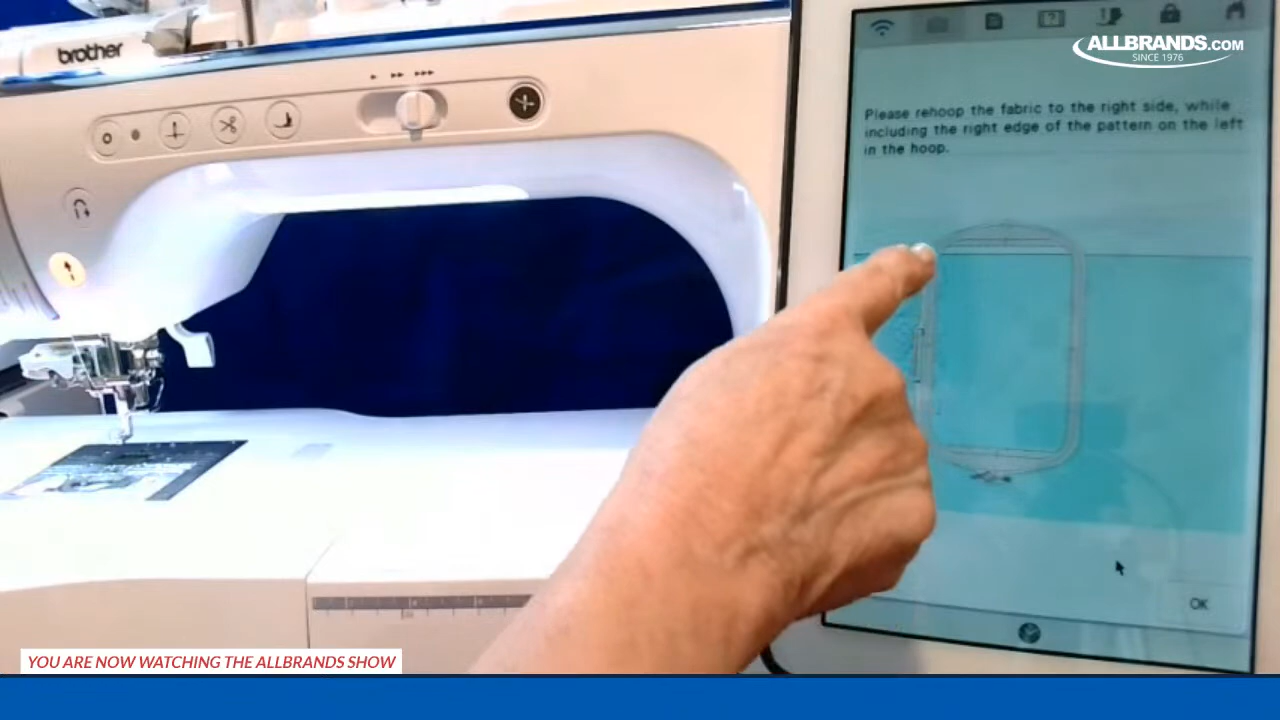 brother
ALLBRANDS.COM
SINCE 1976
Please rehoop the fabric to the right side, while
including the right edge of the pattern on the left
in the hoop.
OK
YOU ARE NOW WATCHING THE ALLBRANDS SHOW